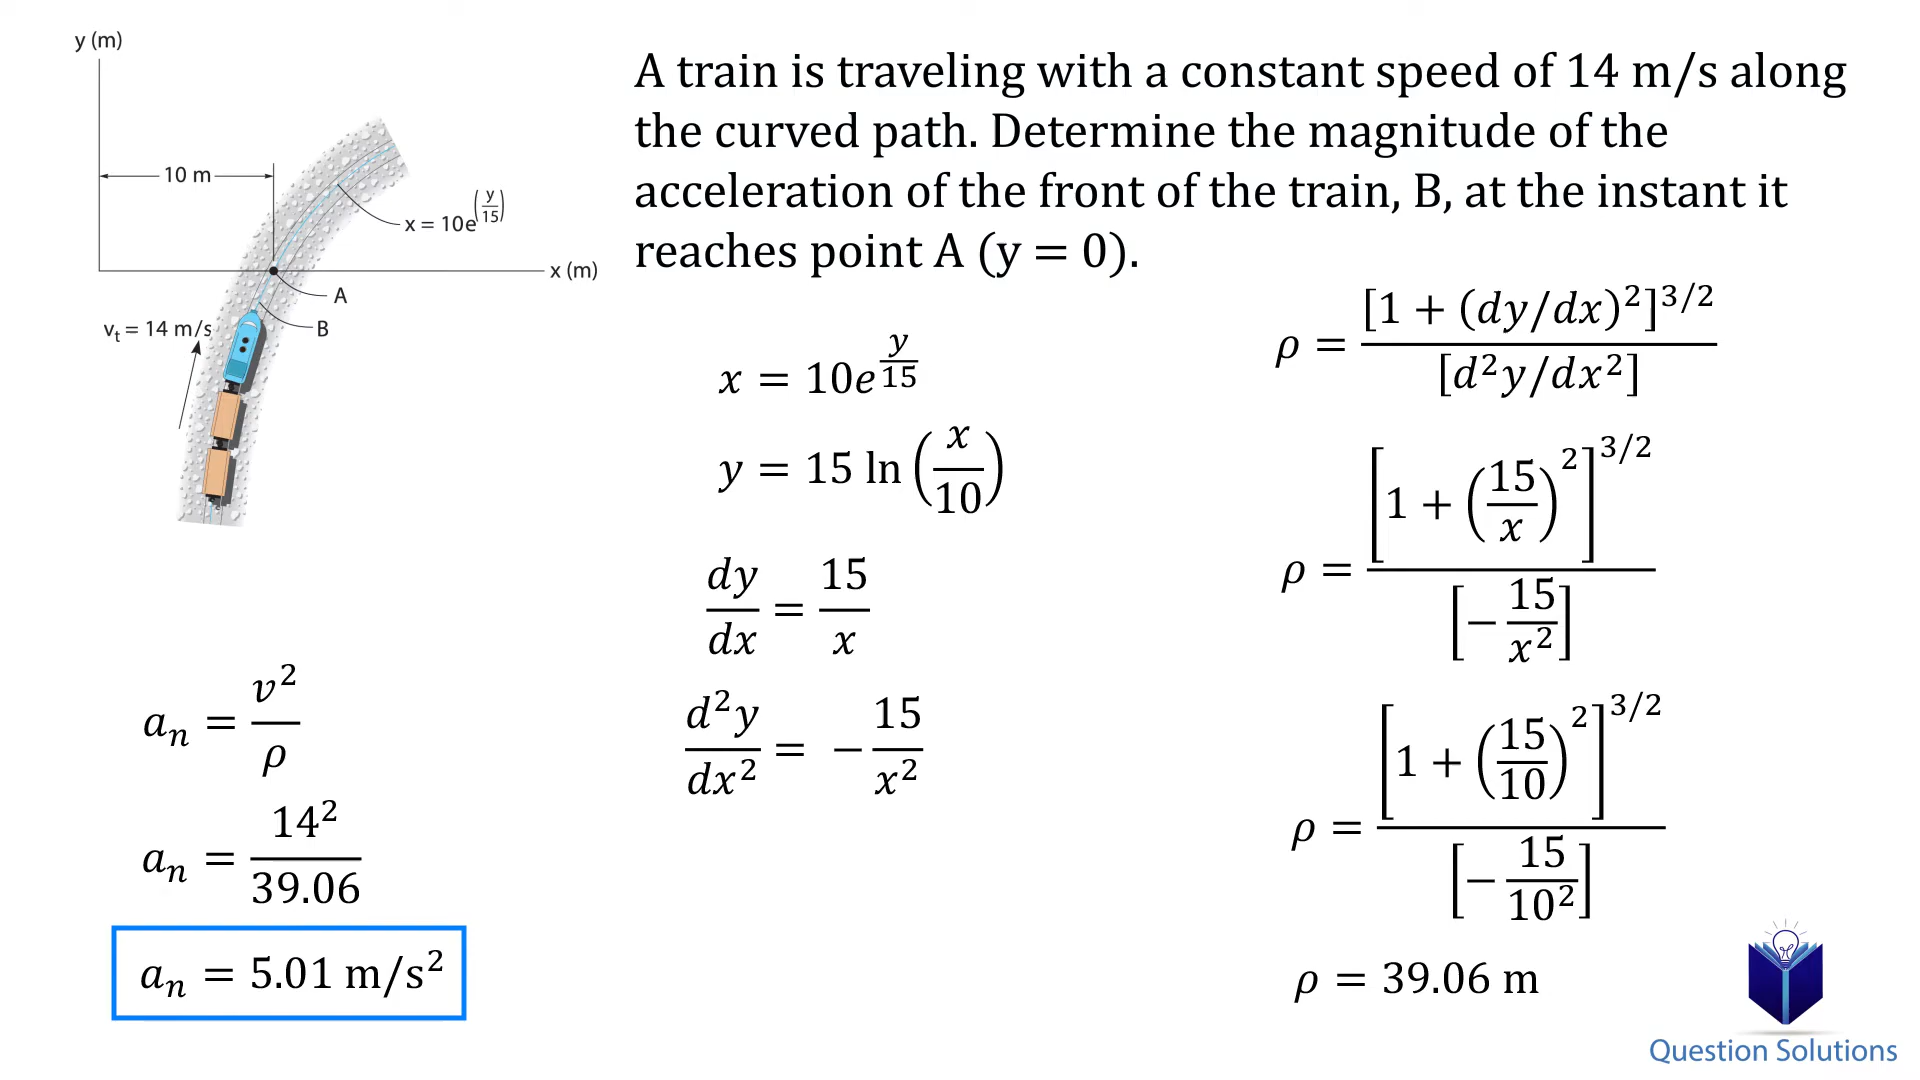 y (m)
10 m
x = 10e^(y/15)
x (m)
A
B
vₜ = 14 m/s
A train is traveling with a constant speed of 14 m/s along
the curved path. Determine the magnitude of the
acceleration of the front of the train, B, at the instant it
reaches point A (y = 0).
x = 10e^(y/15)
y = 15 ln (x/10)
dy/dx = 15/x
d²y/dx² = − 15/x²
ρ = [1 + (dy/dx)²]^(3/2) / [d²y/dx²]
ρ = [1 + (15/x)²]^(3/2) / [− 15/x²]
ρ = [1 + (15/10)²]^(3/2) / [− 15/10²]
ρ = 39.06 m
aₙ = v²/ρ
aₙ = 14²/39.06
aₙ = 5.01 m/s²
Question Solutions